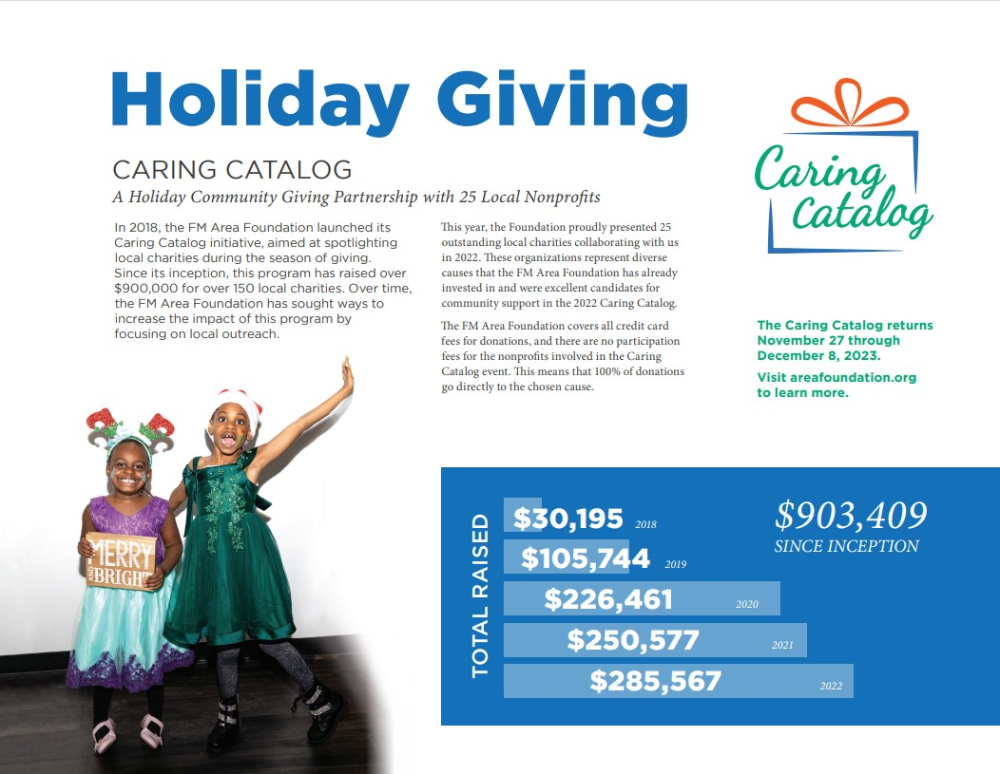 Holiday Giving
CARING CATALOG
A Holiday Community Giving Partnership with 25 Local Nonprofits
In 2018, the FM Area Foundation launched its
Caring Catalog initiative, aimed at spotlighting
local charities during the season of giving.
Since its inception, this program has raised over
$900,000 for over 150 local charities. Over time,
the FM Area Foundation has sought ways to
increase the impact of this program by
focusing on local outreach.
This year, the Foundation proudly presented 25
outstanding local charities collaborating with us
in 2022. These organizations represent diverse
causes that the FM Area Foundation has already
invested in and were excellent candidates for
community support in the 2022 Caring Catalog.
The FM Area Foundation covers all credit card
fees for donations, and there are no participation
fees for the nonprofits involved in the Caring
Catalog event. This means that 100% of donations
go directly to the chosen cause.
Caring
Catalog
The Caring Catalog returns
November 27 through
December 8, 2023.
Visit areafoundation.org
to learn more.
MERRY
AND BRIGHT
TOTAL RAISED
$30,195 2018
$105,744 2019
$226,461 2020
$250,577 2021
$285,567 2022
$903,409
SINCE INCEPTION